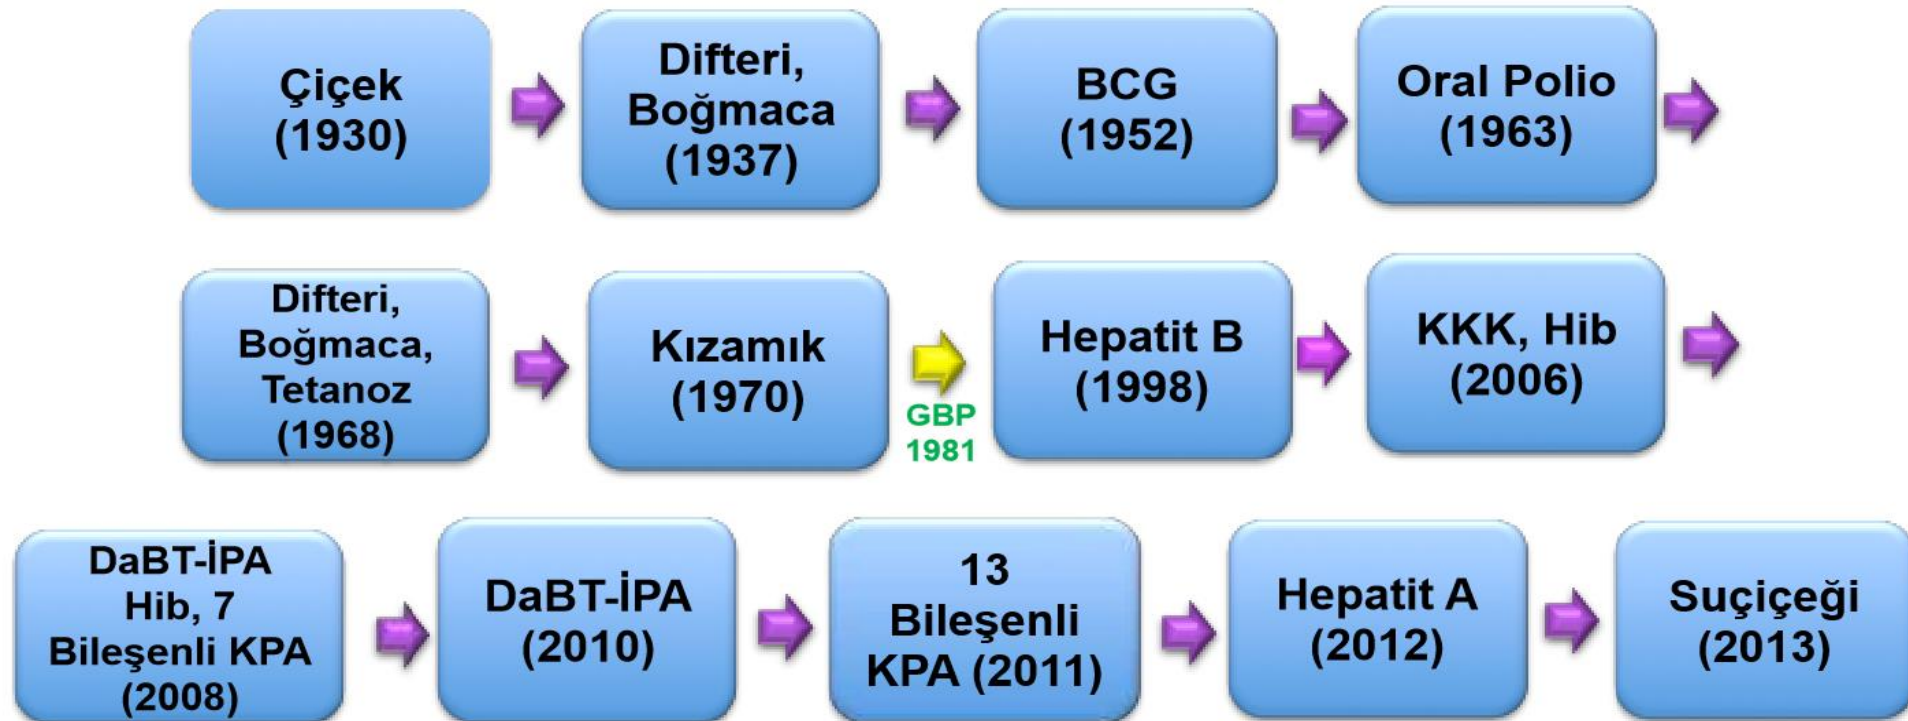 Çiçek
(1930)
Difteri,
Boğmaca
(1937)
BCG
(1952)
Oral Polio
(1963)
Difteri,
Boğmaca,
Tetanoz
(1968)
Kızamık
(1970)
GBP
1981
Hepatit B
(1998)
KKK, Hib
(2006)
DaBT-İPA
Hib, 7
Bileşenli KPA
(2008)
DaBT-İPA
(2010)
13
Bileşenli
KPA (2011)
Hepatit A
(2012)
Suçiçeği
(2013)